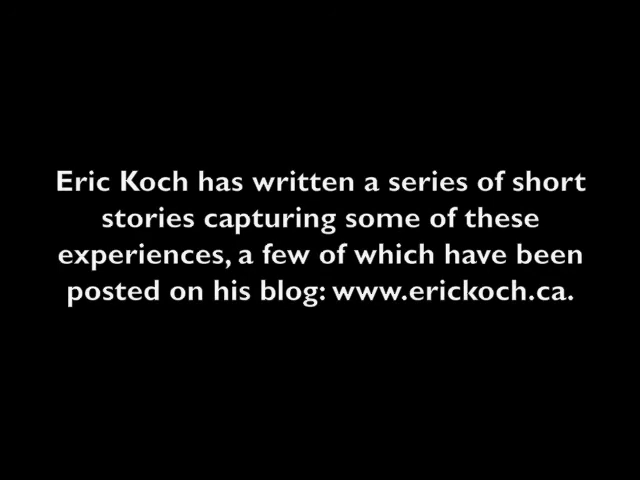 Eric Koch has written a series of short
stories capturing some of these
experiences, a few of which have been
posted on his blog: www.erickoch.ca.